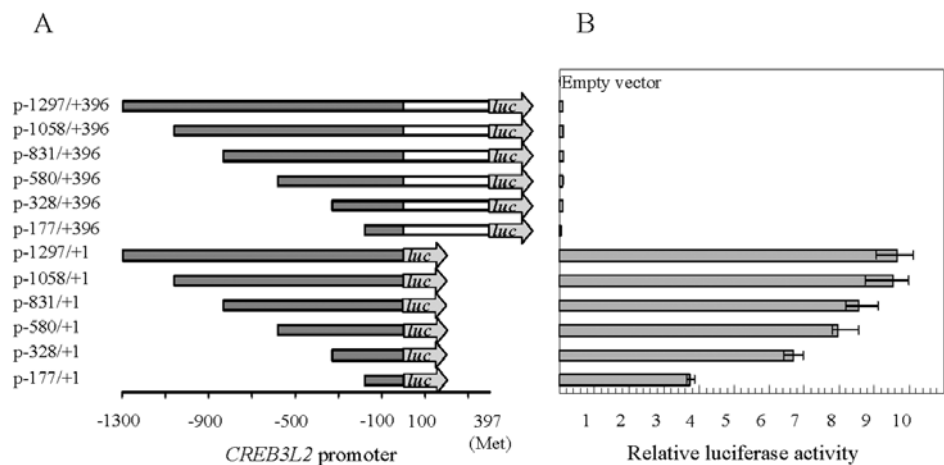 A
B
Empty vector
p-1297/+396 luc
p-1058/+396 luc
p-831/+396 luc
p-580/+396 luc
p-328/+396 luc
p-177/+396 luc
p-1297/+1 luc
p-1058/+1 luc
p-831/+1 luc
p-580/+1 luc
p-328/+1 luc
p-177/+1 luc
-1300 -900 -500 -100 100 397
(Met)
CREB3L2 promoter
1 2 3 4 5 6 7 8 9 10
Relative luciferase activity